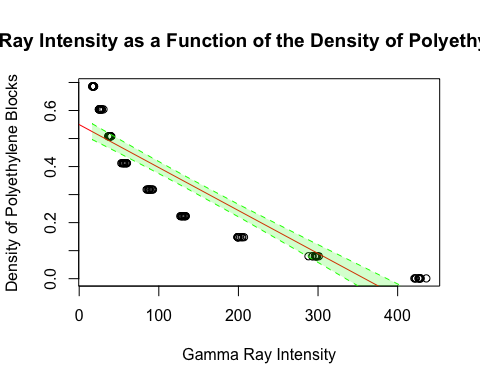 Ray Intensity as a Function of the Density of Polyethy
Density of Polyethylene Blocks
0.6
0.4
0.2
0.0
0 100 200 300 400
Gamma Ray Intensity